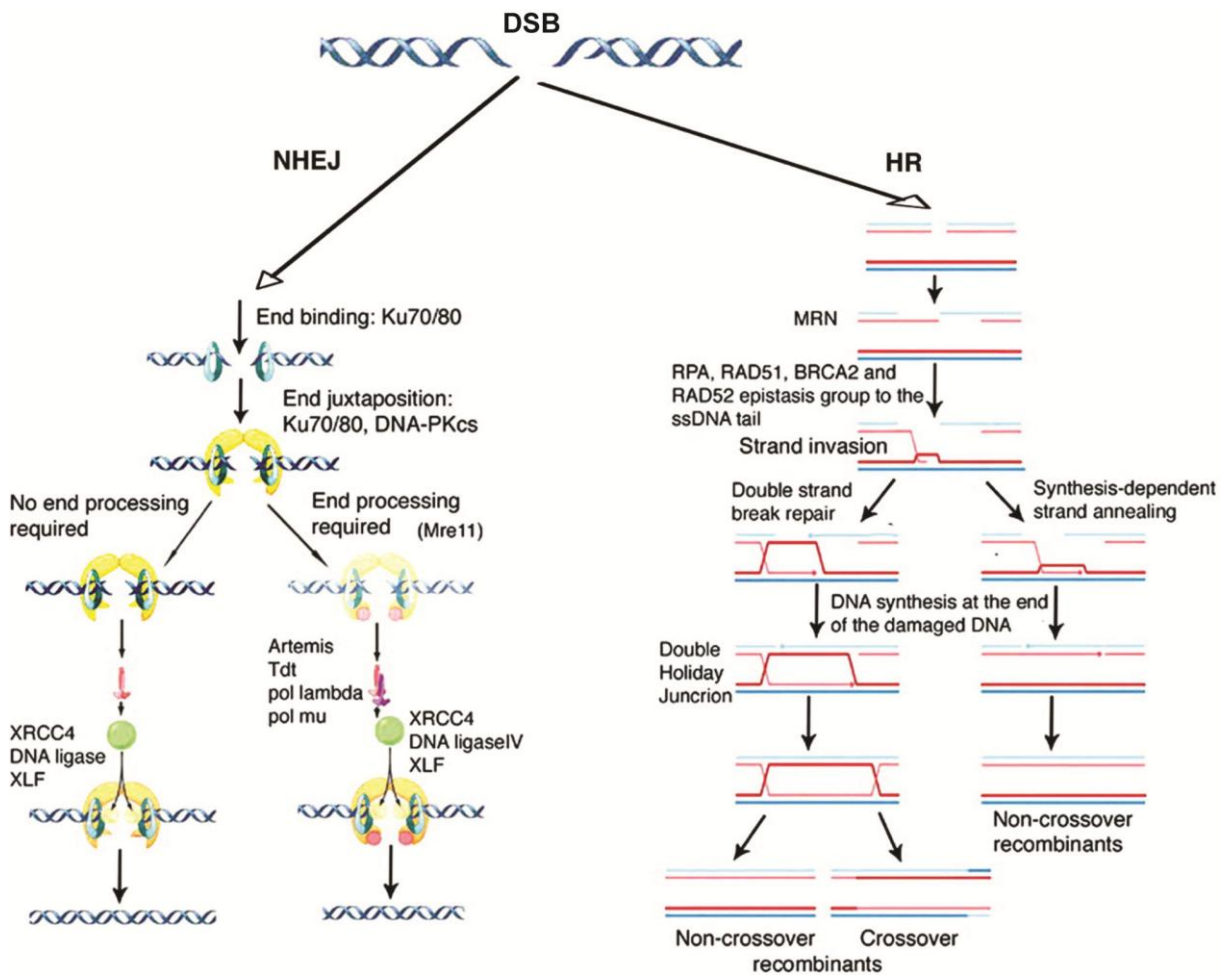 DSB
NHEJ
HR
End binding: Ku70/80
End juxtaposition:
Ku70/80, DNA-PKcs
No end processing
required
End processing
required (Mre11)
Artemis
Tdt
pol lambda
pol mu
XRCC4
DNA ligase
XLF
XRCC4
DNA ligaseIV
XLF
MRN
RPA, RAD51, BRCA2 and
RAD52 epistasis group to the
ssDNA tail
Strand invasion
Double strand
break repair
Synthesis-dependent
strand annealing
DNA synthesis at the end
of the damaged DNA
Double
Holiday
Juncrion
Non-crossover
recombinants
Non-crossover
Crossover
recombinants